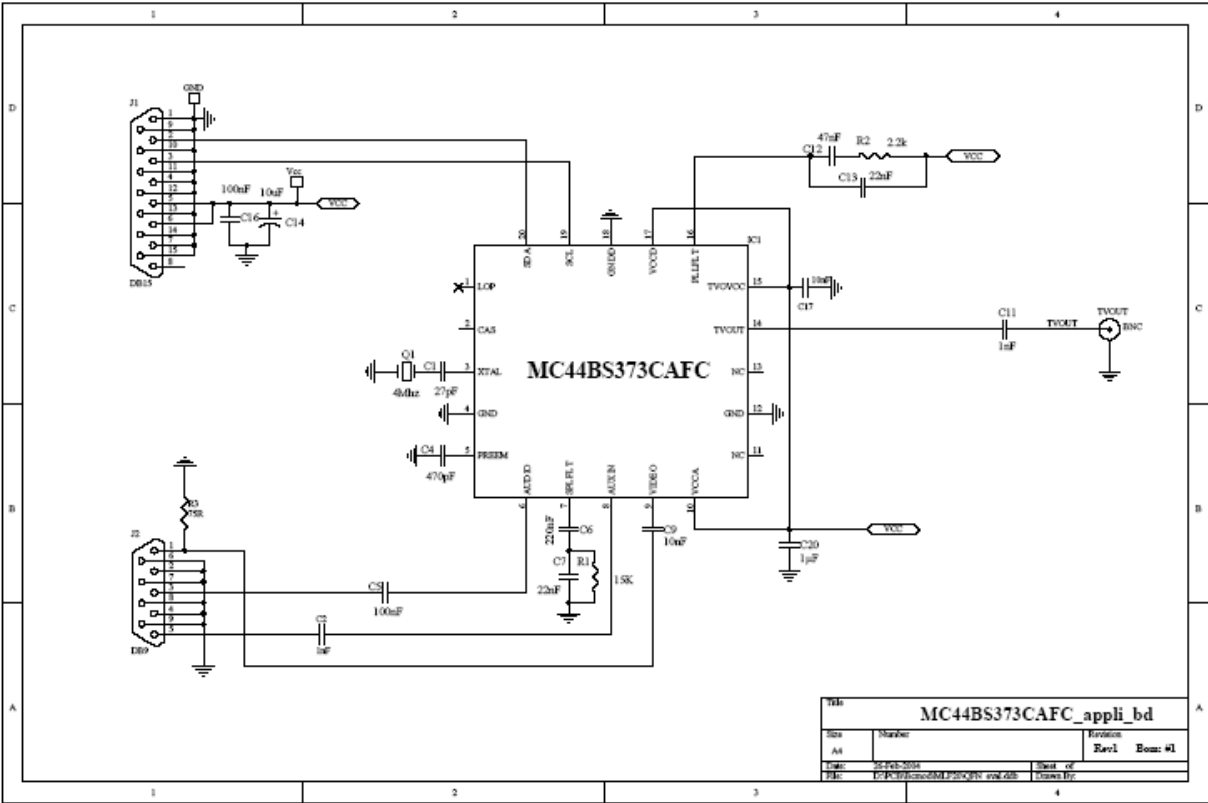 1 2 3 4
D D
C C
B B
A A
1 2 3 4
GND
J1
1
9
2
10
3
11
4
12
5
13
6
14
7
15
8
DB15
100nF
10uF
Vcc
+
C16
C14
VCC
47nF
R2
2.2k
C12
C13
22nF
VCC
20
19
18
17
16
IC1
SDA
SCL
GNDD
VCCD
PLLFLT
1 LOP
2 CAS
3 XTAL
4 GND
5 PREEM
Q1
4Mhz
C1
27pF
C4
470pF
MC44BS373CAFC
TVOVCC 15
TVOUT 14
NC 13
GND 12
NC 11
10nF
C17
C11
1nF
TVOUT
TVOUT
BNC
AUDIO
SPLFLT
AUXIN
VIDEO
VCCA
6
7
8
9
10
220nF
C6
C7
22nF
R1
15K
C9
10nF
VCC
C20
1µF
R3
75R
J2
1
6
2
7
3
8
4
9
5
DB9
C5
100nF
C2
1nF
Title
MC44BS373CAFC_appli_bd
Size
Number
Revision
A4
Rev1 Bom: #1
Date: 26-Feb-2004 Sheet of
File: Drawn By: